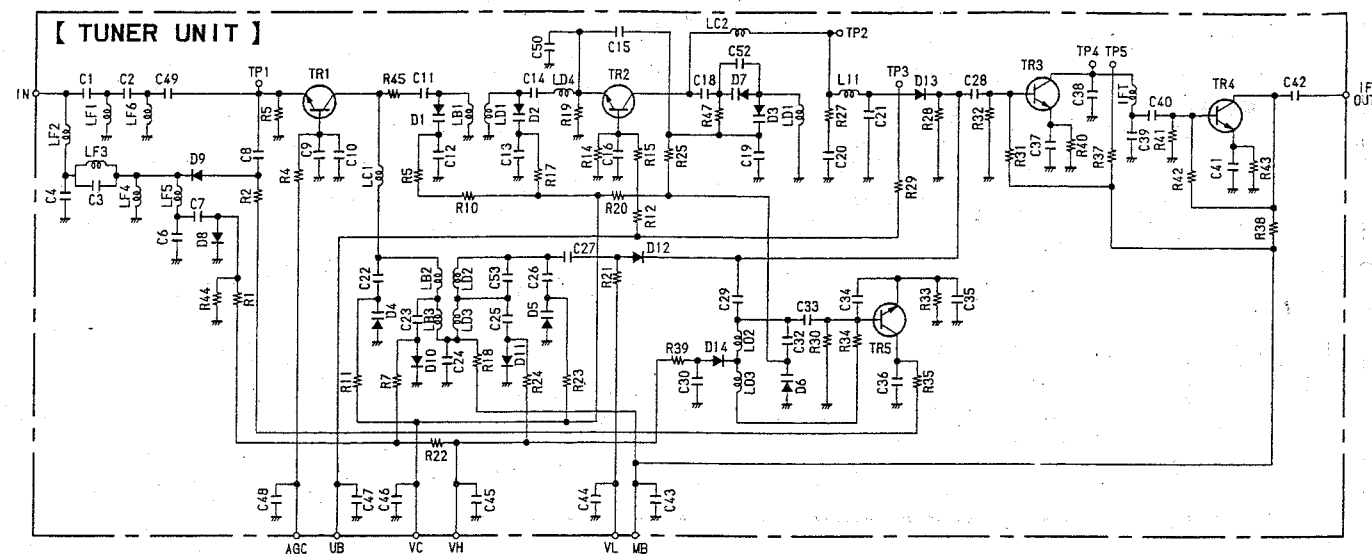 【 TUNER UNIT 】
LC2
C50
C15
TP2
C52
TP4 TP5
IN
C1
C2
C49
TP1
TR1
R45
C11
C14
LD4
TR2
C18
D7
L11
TP3
D13
C28
TR3
TR4
C42
IF OUT
LF1
LF6
R5
LB1
LD1
D2
R19
R47
D3
LD1
R27
C21
R28
R32
C38
IFT
C40
LF2
D1
C39
R41
LF3
D9
C8
C9
C10
C12
C13
R14
C16
R15
R25
C19
C20
R31
C37
R40
R37
C41
R43
C3
LF4
LF5
R2
R4
LC1
R5
R17
R29
R42
C4
C7
R10
R20
R12
R38
C6
D8
C27
D12
C22
LB2
LD2
C53
C26
R21
C29
C33
C34
R33
C35
R44
R1
D4
C23
LB3
LD3
C25
D5
LD2
C32
R30
R34
TR5
R39
D14
R11
R7
D10
C24
R18
D11
R24
R23
C30
LD3
D6
C36
R35
R22
C48
C47
C46
C45
C44
C43
AGC
UB
VC
VH
VL
MB